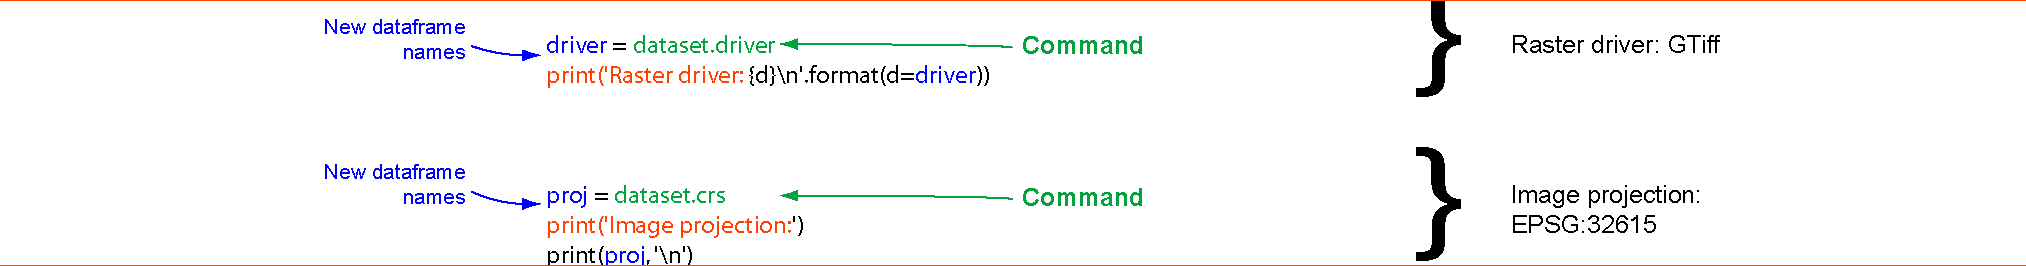 New dataframe
names
driver = dataset.driver
Command
print('Raster driver: {d}\n'.format(d=driver))
Raster driver: GTiff
New dataframe
names
proj = dataset.crs
Command
print('Image projection:')
print(proj,'\n')
Image projection:
EPSG:32615